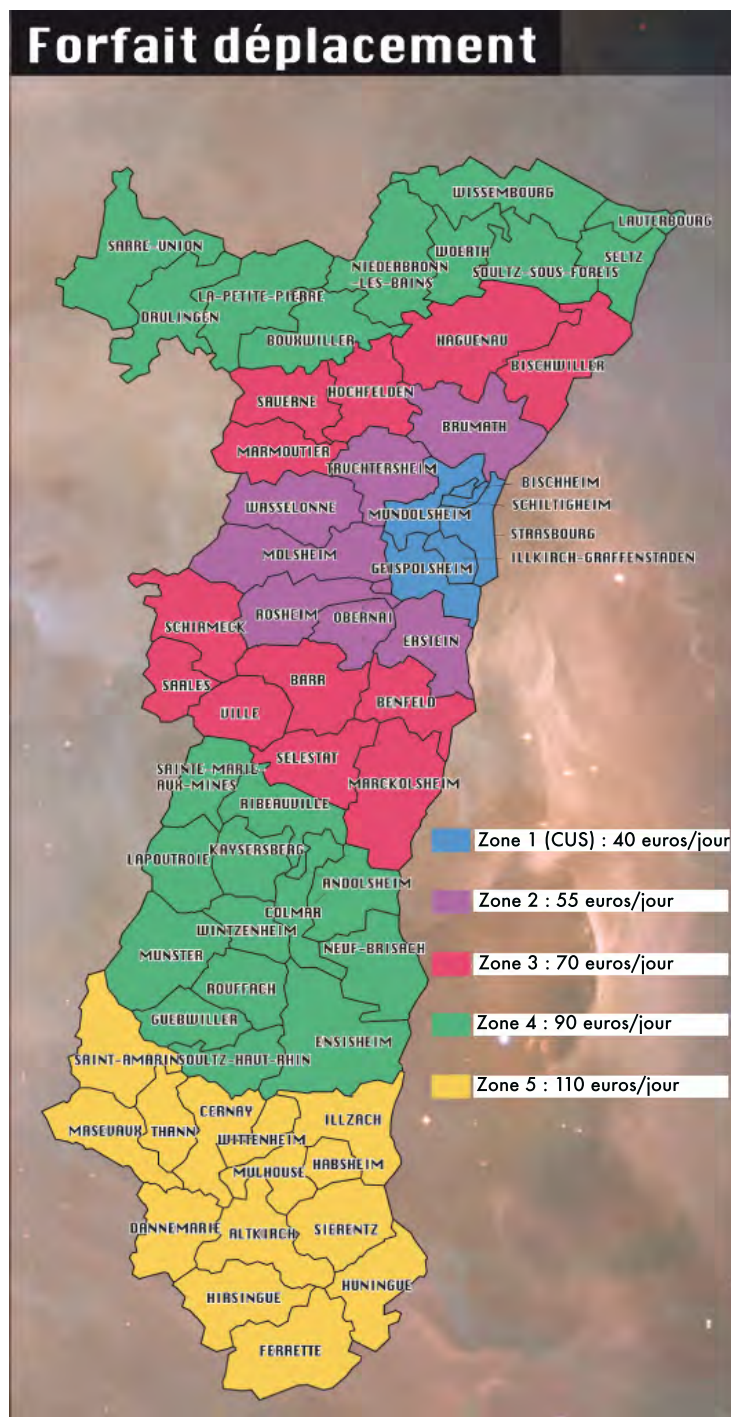 Forfait déplacement
WISSEMBOURG
LAUTERBOURG
SARRE-UNION
WOERTH
SELTZ
NIEDERBRONN
-LES-BAINS
SOULTZ-SOUS-FORETS
LA-PETITE-PIERRE
DRULINGEN
BOUXWILLER
HAGUENAU
BISCHWILLER
HOCHFELDEN
SAVERNE
BRUMATH
MARMOUTIER
TRUCHTERSHEIM
BISCHHEIM
WASSELONNE
SCHILTIGHEIM
MUNDOLSHEIM
STRASBOURG
MOLSHEIM
ILLKIRCH-GRAFFENSTADEN
GEISPOLSHEIM
ROSHEIM
OBERNAI
SCHIRMECK
ERSTEIN
BARR
SAALES
BENFELD
VILLE
SELESTAT
SAINTE-MARIE-
AUX-MINES
MARCKOLSHEIM
RIBEAUVILLE
Zone 1 (CUS) : 40 euros/jour
KAYSERSBERG
LAPOUTROIE
ANDOLSHEIM
Zone 2 : 55 euros/jour
COLMAR
WINTZENHEIM
NEUF-BRISACH
MUNSTER
Zone 3 : 70 euros/jour
ROUFFACH
GUEBWILLER
Zone 4 : 90 euros/jour
ENSISHEIM
SAINT-AMARIN
SOULTZ-HAUT-RHIN
Zone 5 : 110 euros/jour
CERNAY
ILLZACH
MASEVAUX
THANN
WITTENHEIM
HABSHEIM
MULHOUSE
DANNEMARIE
ALTKIRCH
SIERENTZ
HUNINGUE
HIRSINGUE
FERRETTE